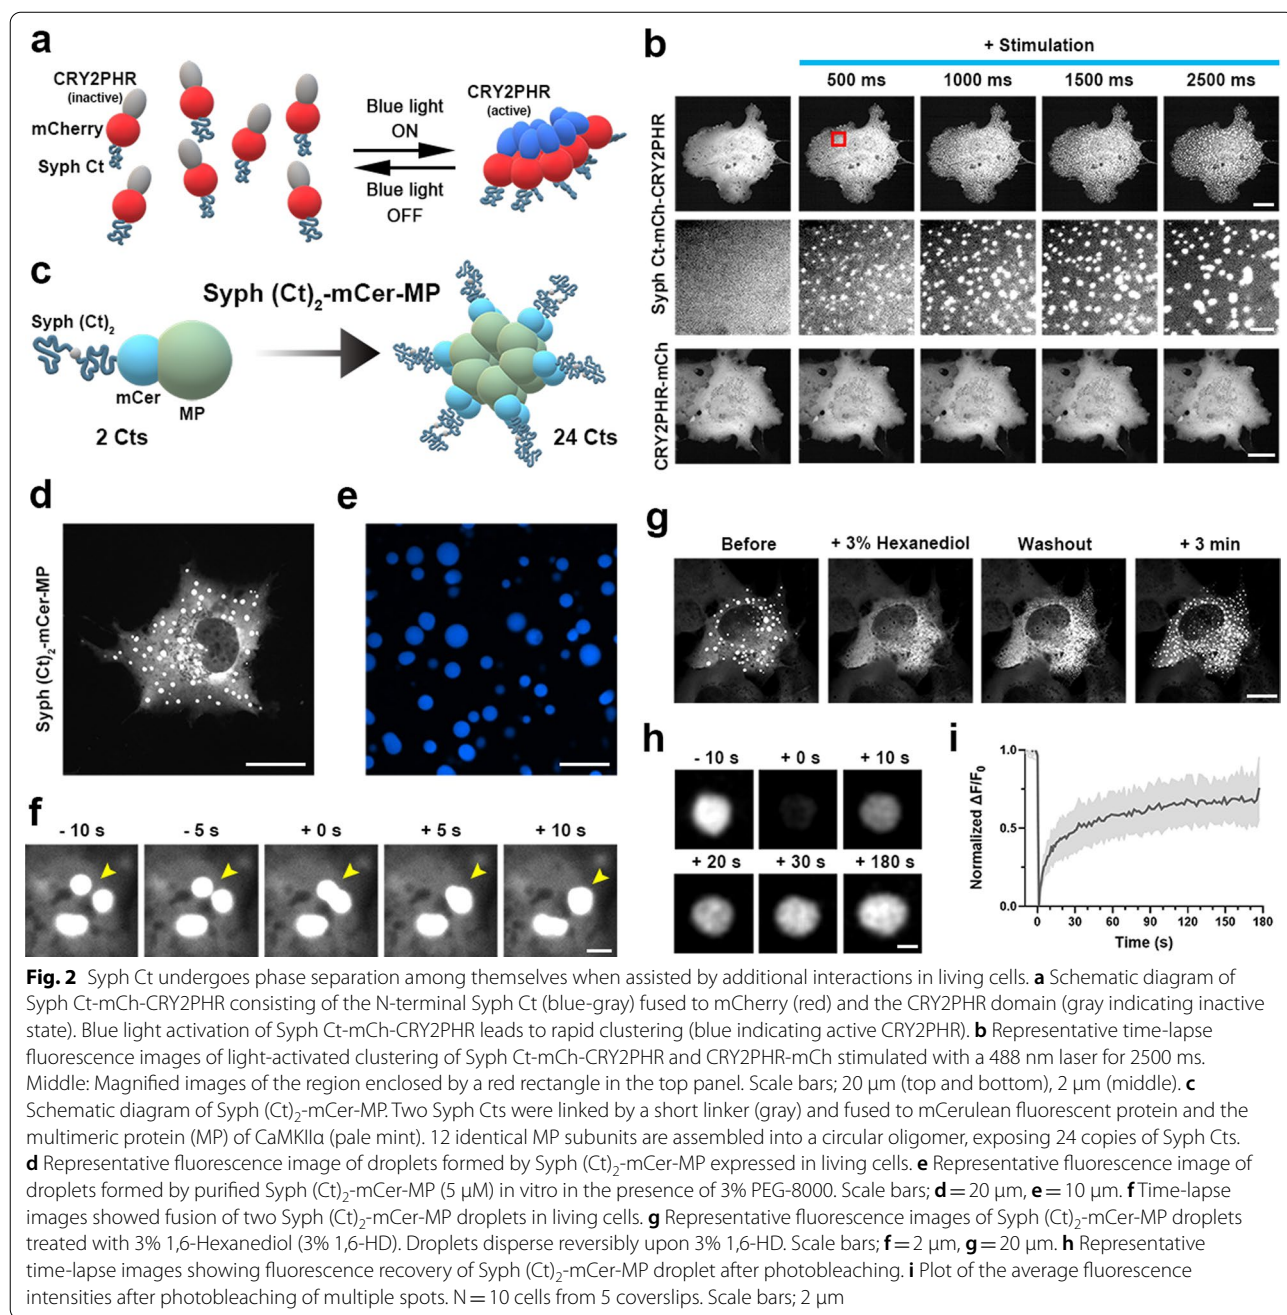 a
CRY2PHR
(inactive)
mCherry
Syph Ct
Blue light
ON
Blue light
OFF
CRY2PHR
(active)
b
+ Stimulation
500 ms 1000 ms 1500 ms 2500 ms
Syph Ct-mCh-CRY2PHR
CRY2PHR-mCh
c
Syph (Ct)2-mCer-MP
Syph (Ct)2
mCer
MP
2 Cts
24 Cts
d
Syph (Ct)2-mCer-MP
e
f
- 10 s - 5 s + 0 s + 5 s + 10 s
g
Before + 3% Hexanediol Washout + 3 min
h
- 10 s + 0 s + 10 s
+ 20 s + 30 s + 180 s
i
Normalized ΔF/F0
1.0
0.5
0.0
0 30 60 90 120 150 180
Time (s)
Fig. 2 Syph Ct undergoes phase separation among themselves when assisted by additional interactions in living cells. a Schematic diagram of
Syph Ct-mCh-CRY2PHR consisting of the N-terminal Syph Ct (blue-gray) fused to mCherry (red) and the CRY2PHR domain (gray indicating inactive
state). Blue light activation of Syph Ct-mCh-CRY2PHR leads to rapid clustering (blue indicating active CRY2PHR). b Representative time-lapse
fluorescence images of light-activated clustering of Syph Ct-mCh-CRY2PHR and CRY2PHR-mCh stimulated with a 488 nm laser for 2500 ms.
Middle: Magnified images of the region enclosed by a red rectangle in the top panel. Scale bars; 20 µm (top and bottom), 2 µm (middle). c
Schematic diagram of Syph (Ct)2-mCer-MP. Two Syph Cts were linked by a short linker (gray) and fused to mCerulean fluorescent protein and the
multimeric protein (MP) of CaMKIIα (pale mint). 12 identical MP subunits are assembled into a circular oligomer, exposing 24 copies of Syph Cts.
d Representative fluorescence image of droplets formed by Syph (Ct)2-mCer-MP expressed in living cells. e Representative fluorescence image of
droplets formed by purified Syph (Ct)2-mCer-MP (5 µM) in vitro in the presence of 3% PEG-8000. Scale bars; d = 20 µm, e = 10 µm. f Time-lapse
images showed fusion of two Syph (Ct)2-mCer-MP droplets in living cells. g Representative fluorescence images of Syph (Ct)2-mCer-MP droplets
treated with 3% 1,6-Hexanediol (3% 1,6-HD). Droplets disperse reversibly upon 3% 1,6-HD. Scale bars; f = 2 µm, g = 20 µm. h Representative
time-lapse images showing fluorescence recovery of Syph (Ct)2-mCer-MP droplet after photobleaching. i Plot of the average fluorescence
intensities after photobleaching of multiple spots. N = 10 cells from 5 coverslips. Scale bars; 2 µm